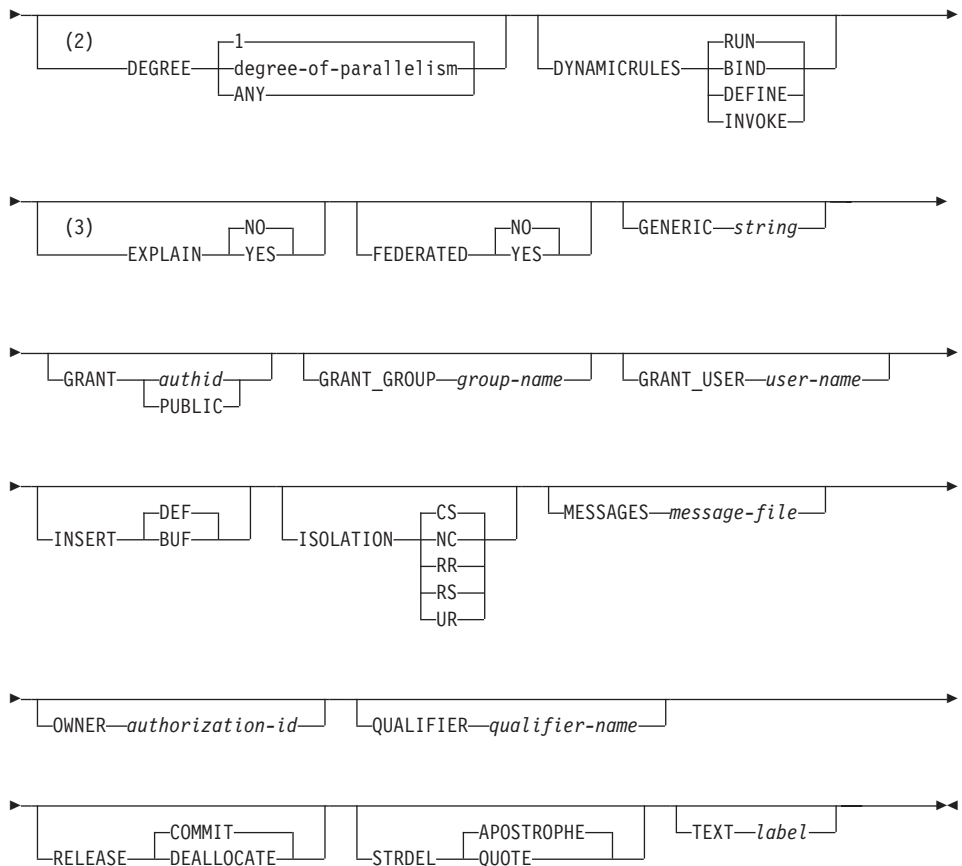 (2) 1 RUN
DEGREE degree-of-parallelism DYNAMICRULES BIND
ANY DEFINE
INVOKE
(3) NO NO GENERIC string
EXPLAIN YES FEDERATED YES
GRANT authid GRANT_GROUP group-name GRANT_USER user-name
PUBLIC
DEF CS MESSAGES message-file
INSERT BUF ISOLATION NC
RR
RS
UR
OWNER authorization-id QUALIFIER qualifier-name
COMMIT APOSTROPHE TEXT label
RELEASE DEALLOCATE STRDEL QUOTE